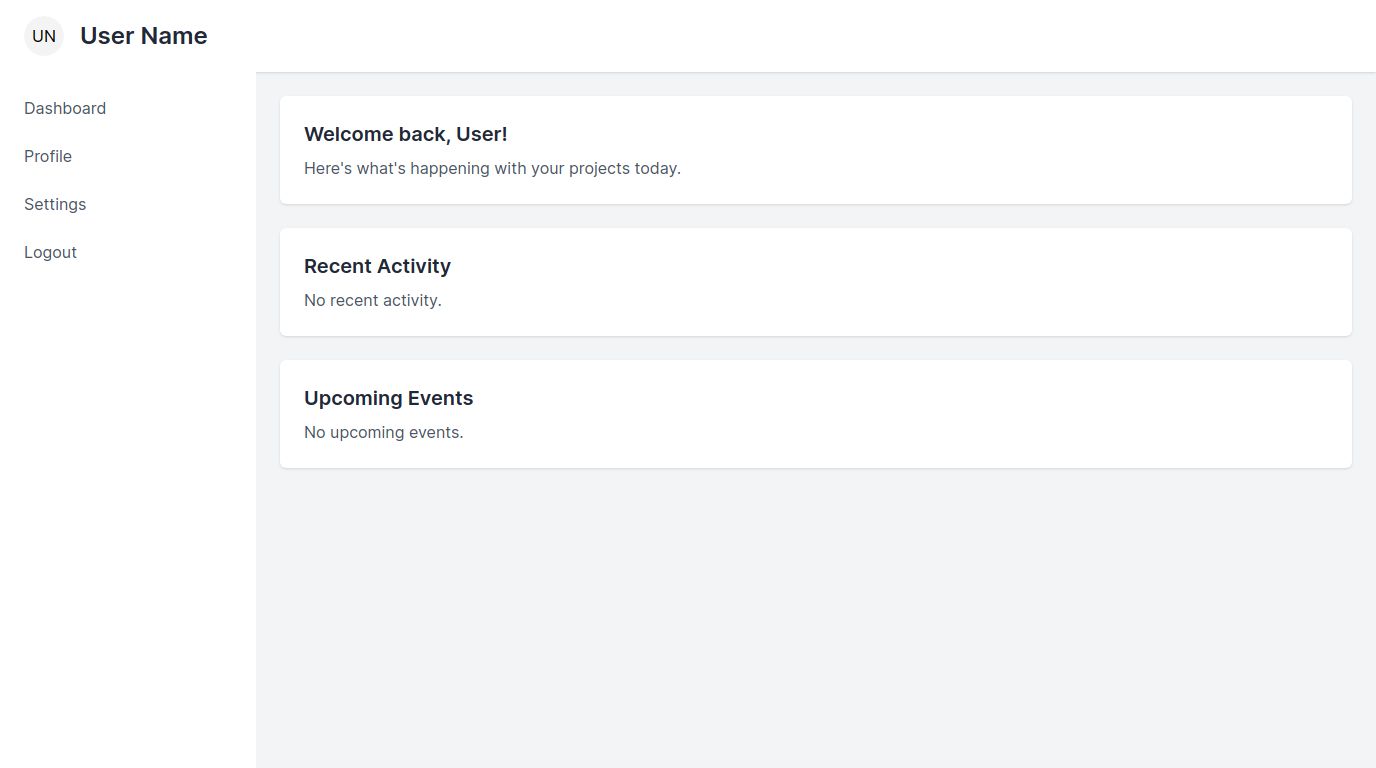 UN
User Name
Dashboard
Profile
Settings
Logout
Welcome back, User!
Here's what's happening with your projects today.
Recent Activity
No recent activity.
Upcoming Events
No upcoming events.